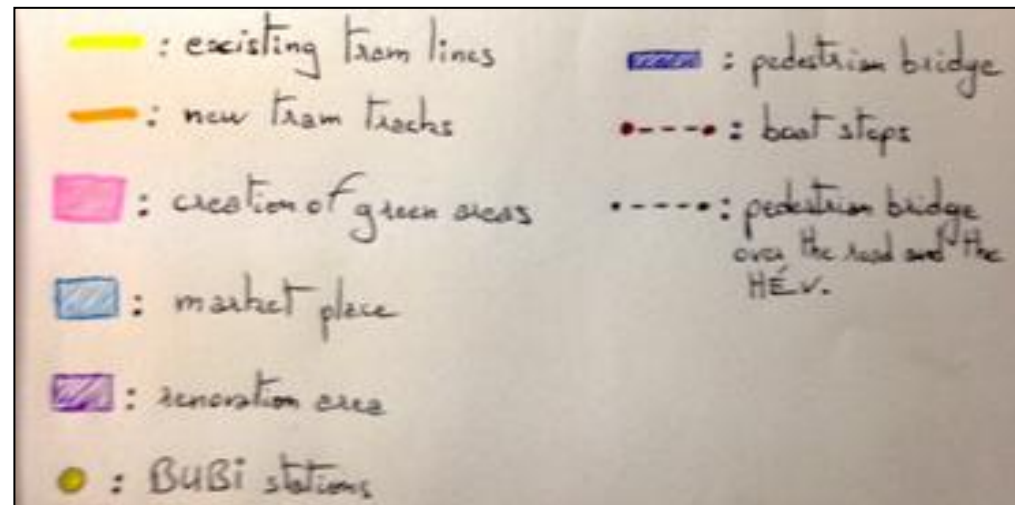 : excisting tram lines
: new tram tracks
: creation of green areas
: market place
: renovation area
: BUBi stations
: pedestrian bridge
: boat steps
: pedestrian bridge
over the road and the
HÉV.